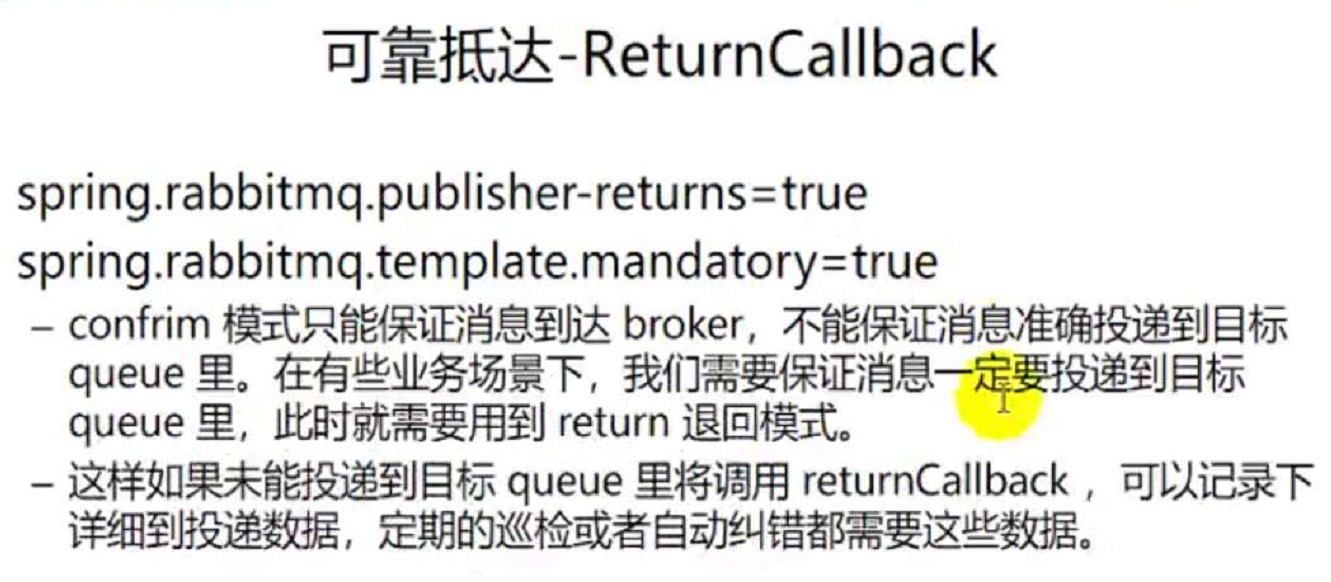 可靠抵达-ReturnCallback
spring.rabbitmq.publisher-returns=true
spring.rabbitmq.template.mandatory=true
– confrim 模式只能保证消息到达 broker，不能保证消息准确投递到目标
queue 里。在有些业务场景下，我们需要保证消息一定要投递到目标
queue 里，此时就需要用到 return 退回模式。
– 这样如果未能投递到目标 queue 里将调用 returnCallback ，可以记录下
详细到投递数据，定期的巡检或者自动纠错都需要这些数据。